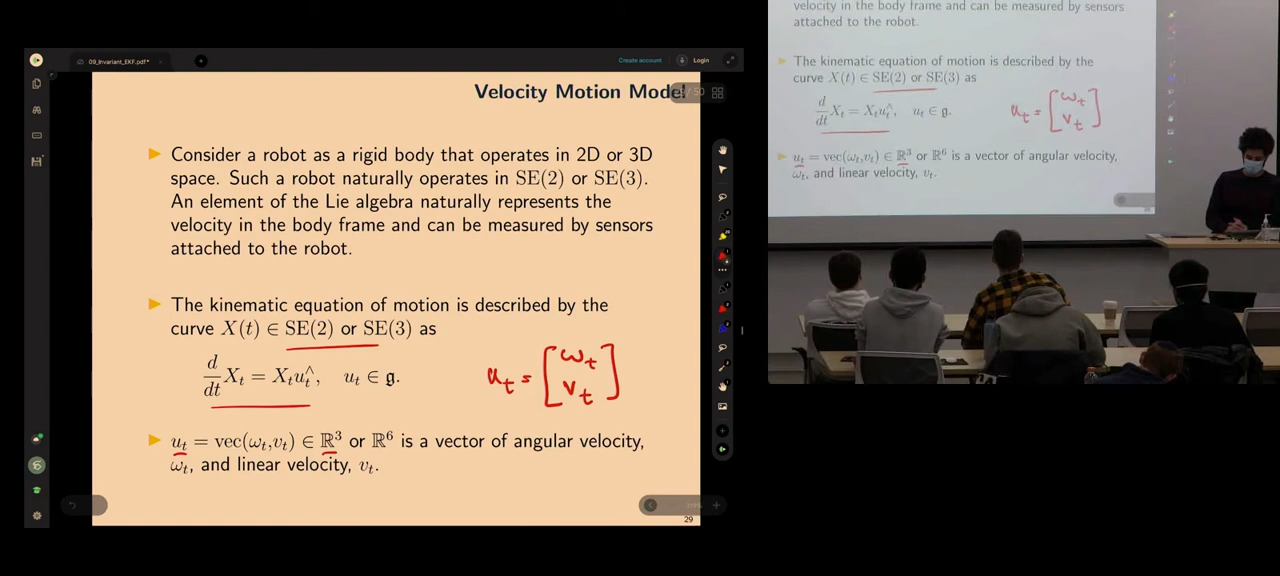 09_Invariant_EKF.pdf*
Create account
Login
Velocity Motion Model
/ 50
▶ Consider a robot as a rigid body that operates in 2D or 3D
space. Such a robot naturally operates in SE(2) or SE(3).
An element of the Lie algebra naturally represents the
velocity in the body frame and can be measured by sensors
attached to the robot.
▶ The kinematic equation of motion is described by the
curve X(t) ∈ SE(2) or SE(3) as
d/dt X_t = X_t u_t^∧, u_t ∈ 𝔤.
u_t = [ω_t
v_t]
▶ u_t = vec(ω_t,v_t) ∈ ℝ³ or ℝ⁶ is a vector of angular velocity,
ω_t, and linear velocity, v_t.
29
velocity in the body frame and can be measured by sensors
attached to the robot.
▶ The kinematic equation of motion is described by the
curve X(t) ∈ SE(2) or SE(3) as
d/dt X_t = X_t u_t^∧, u_t ∈ 𝔤.
u_t = [ω_t
v_t]
▶ u_t = vec(ω_t,v_t) ∈ ℝ³ or ℝ⁶ is a vector of angular velocity,
ω_t, and linear velocity, v_t.